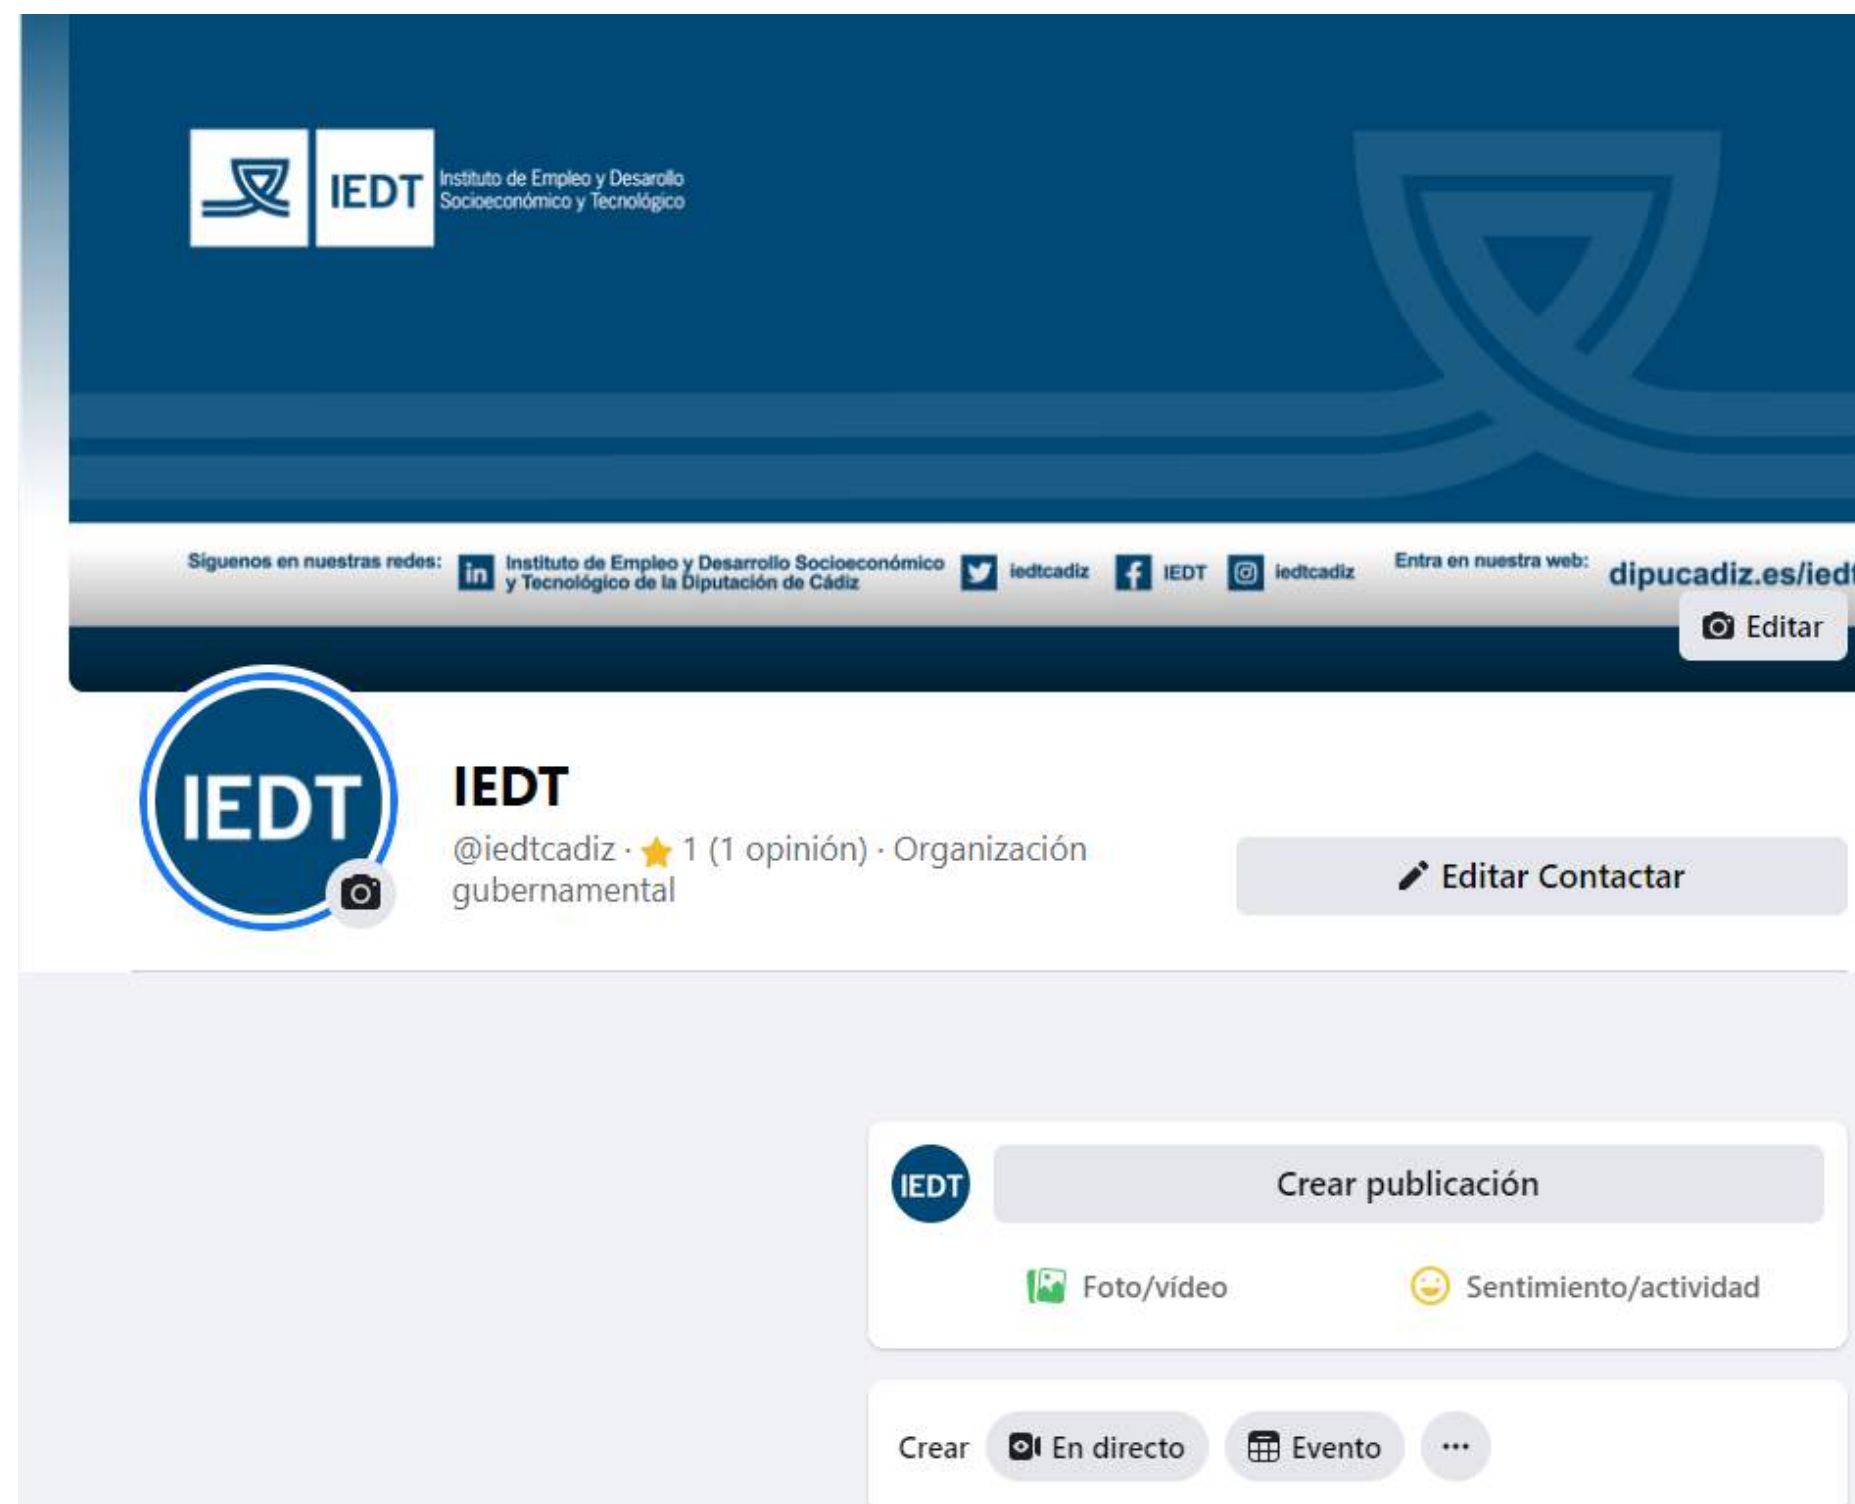 IEDT
Instituto de Empleo y Desarollo
Socioeconómico y Tecnológico
Síguenos en nuestras redes:
in
Instituto de Empleo y Desarrollo Socioeconómico
y Tecnológico de la Diputación de Cádiz
iedtcadiz
IEDT
iedtcadiz
Entra en nuestra web:
dipucadiz.es/iedt
Editar
IEDT
IEDT
@iedtcadiz · 1 (1 opinión) · Organización
gubernamental
Editar Contactar
IEDT
Crear publicación
Foto/vídeo
Sentimiento/actividad
Crear
En directo
Evento
···